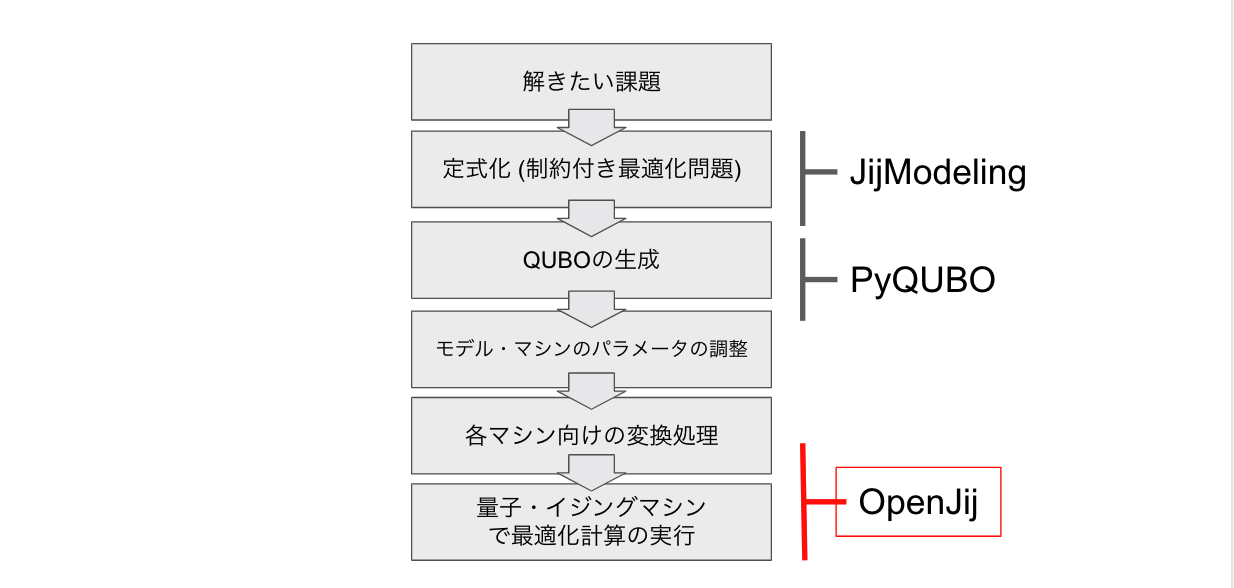 解きたい課題
定式化 (制約付き最適化問題)
JijModeling
QUBOの生成
PyQUBO
モデル・マシンのパラメータの調整
各マシン向けの変換処理
量子・イジングマシン
で最適化計算の実行
OpenJij